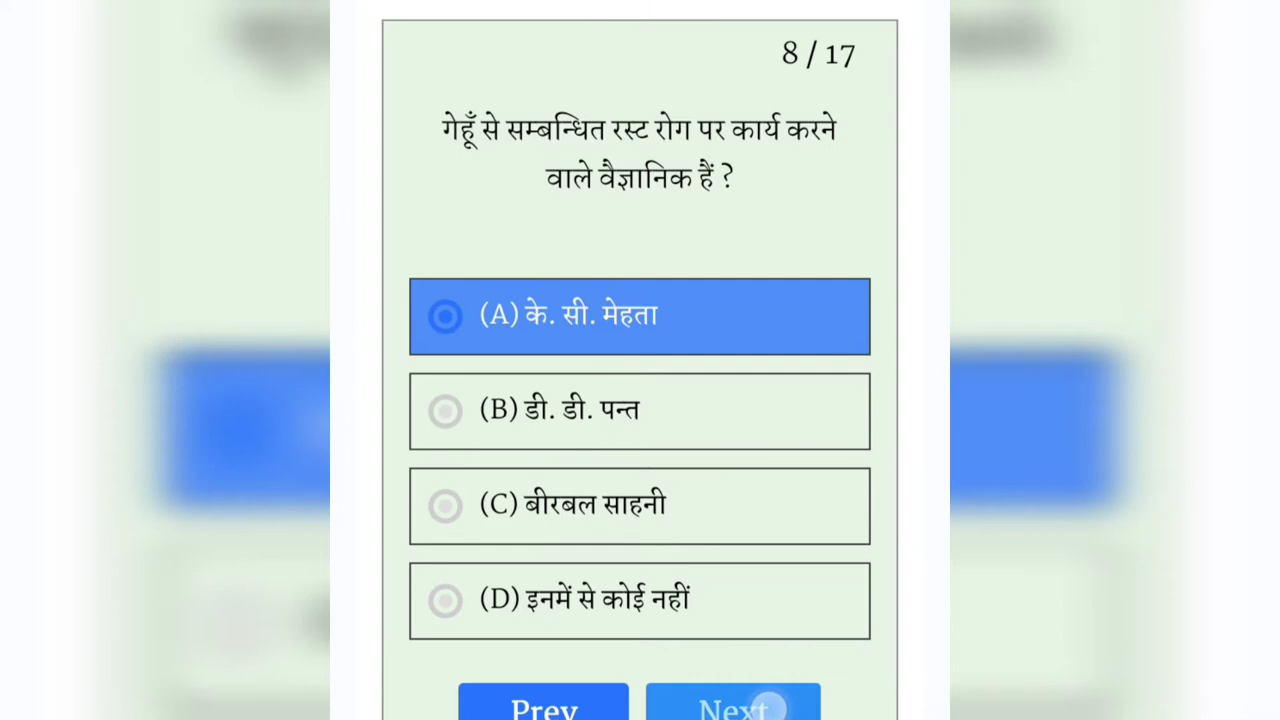 8 / 17
गेहूँ से सम्बन्धित रस्ट रोग पर कार्य करने
वाले वैज्ञानिक हैं ?
(A) के. सी. मेहता
(B) डी. डी. पन्त
(C) बीरबल साहनी
(D) इनमें से कोई नहीं
Prev Next